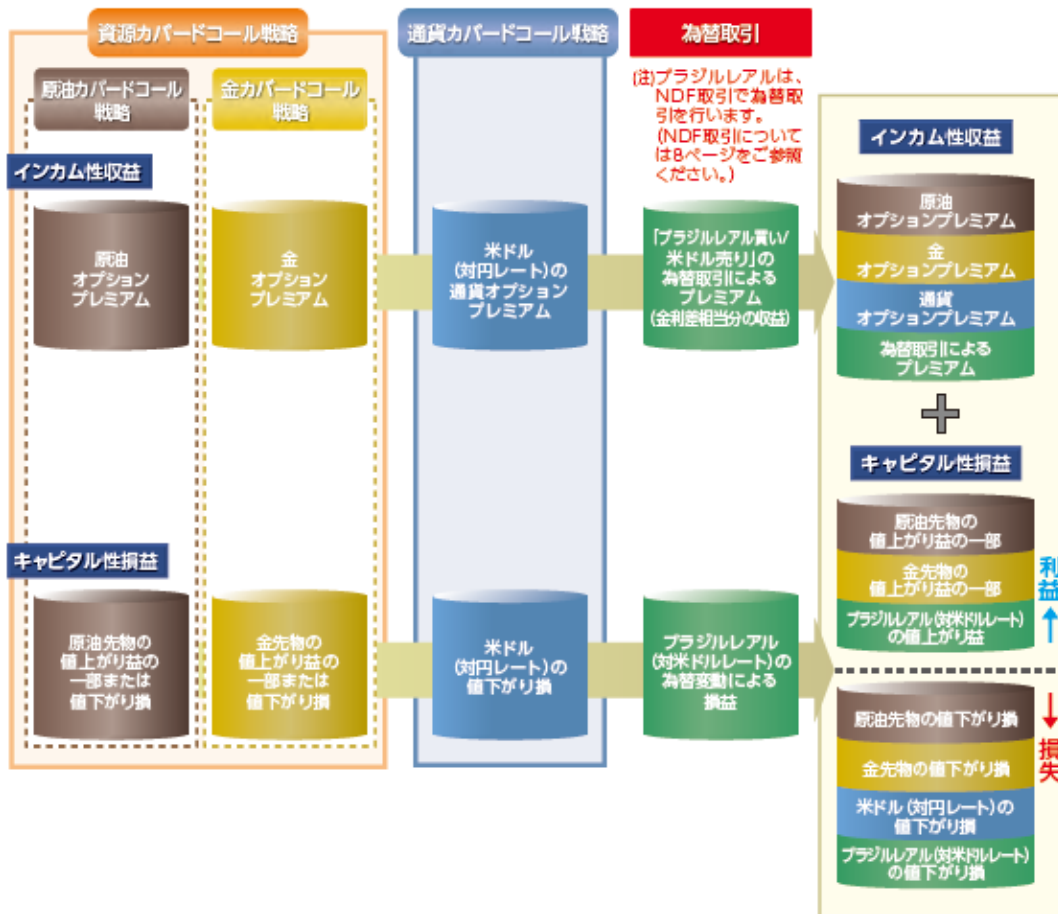 資源カバードコール戦略
通貨カバードコール戦略
為替取引
原油カバードコール
戦略
金カバードコール
戦略
(注)ブラジルレアルは、
NDF取引で為替取
引を行います。
(NDF取引について
は8ページをご参照
ください。)
インカム性収益
原油
オプション
プレミアム
金
オプション
プレミアム
米ドル
(対円レート)の
通貨オプション
プレミアム
「ブラジルレアル買い/
米ドル売り」の
為替取引による
プレミアム
(金利差相当分の収益)
キャピタル性損益
原油先物の
値上がり益の
一部または
値下がり損
金先物の
値上がり益の
一部または
値下がり損
米ドル
(対円レート)の
値下がり損
ブラジルレアル
(対米ドルレート)の
為替変動による
損益
インカム性収益
原油
オプションプレミアム
金
オプションプレミアム
通貨
オプションプレミアム
為替取引による
プレミアム
キャピタル性損益
原油先物の
値上がり益の一部
金先物の
値上がり益の一部
ブラジルレアル(対米ドルレート)
の値上がり益
利益
原油先物の値下がり損
金先物の値下がり損
米ドル(対円レート)の
値下がり損
ブラジルレアル(対米ドルレート)
の値下がり損
損失